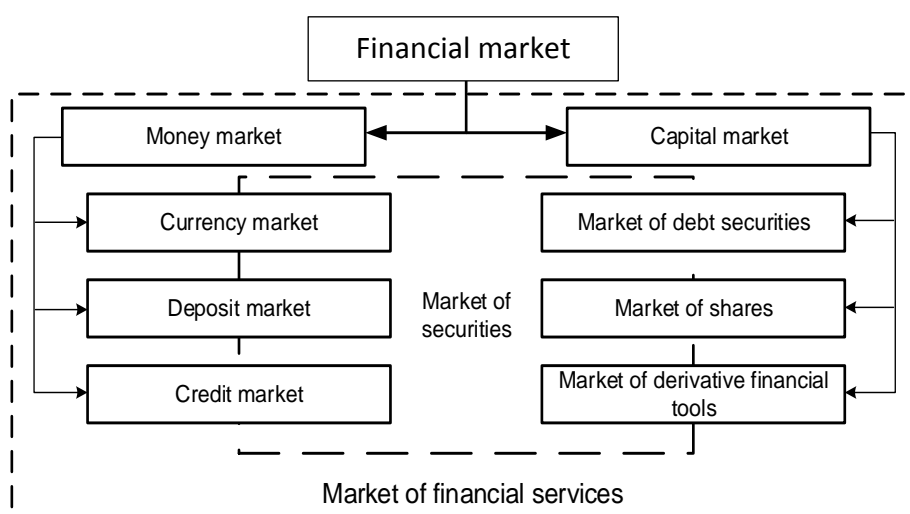 Financial market
Money market
Capital market
Currency market
Market of debt securities
Deposit market
Market of
securities
Market of shares
Credit market
Market of derivative financial
tools
Market of financial services